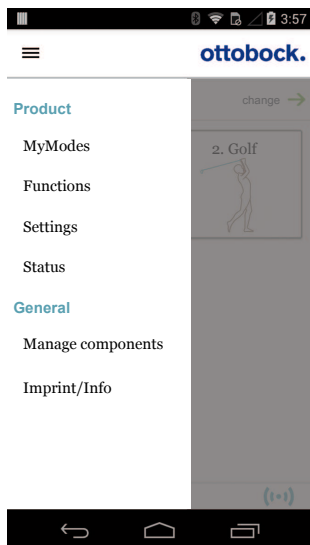 3:57
ottobock.
change
Product
MyModes
2. Golf
Functions
Settings
Status
General
Manage components
Imprint/Info